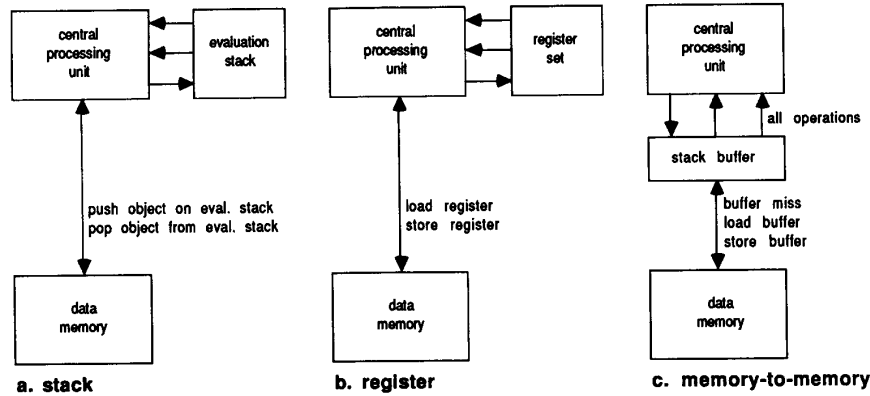 central
processing
unit
evaluation
stack
push object on eval. stack
pop object from eval. stack
data
memory
a. stack
central
processing
unit
register
set
load register
store register
data
memory
b. register
central
processing
unit
all operations
stack buffer
buffer miss
load buffer
store buffer
data
memory
c. memory-to-memory